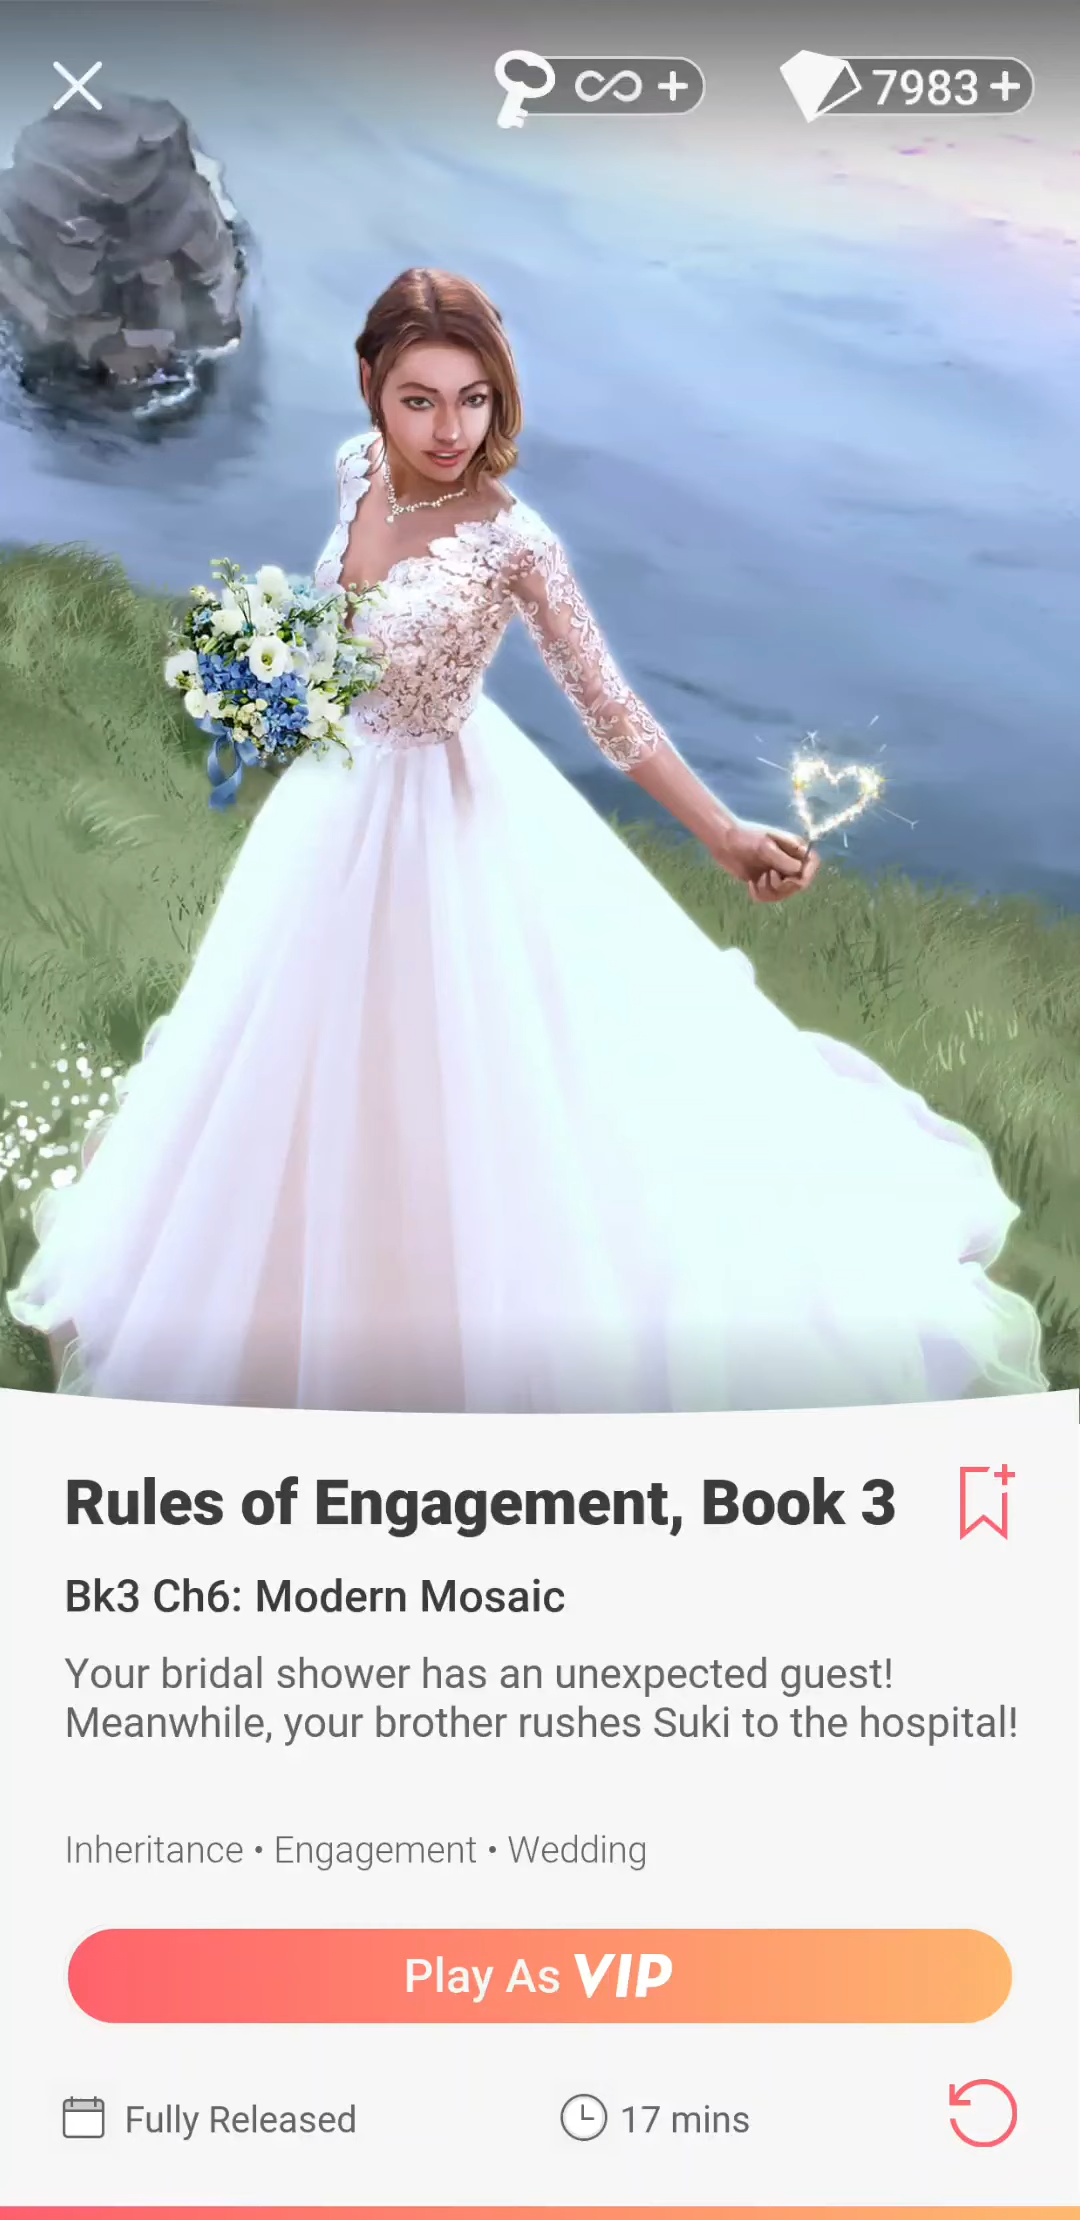 ∞ +
7983 +
Rules of Engagement, Book 3
Bk3 Ch6: Modern Mosaic
Your bridal shower has an unexpected guest!
Meanwhile, your brother rushes Suki to the hospital!
Inheritance • Engagement • Wedding
Play As VIP
Fully Released
17 mins